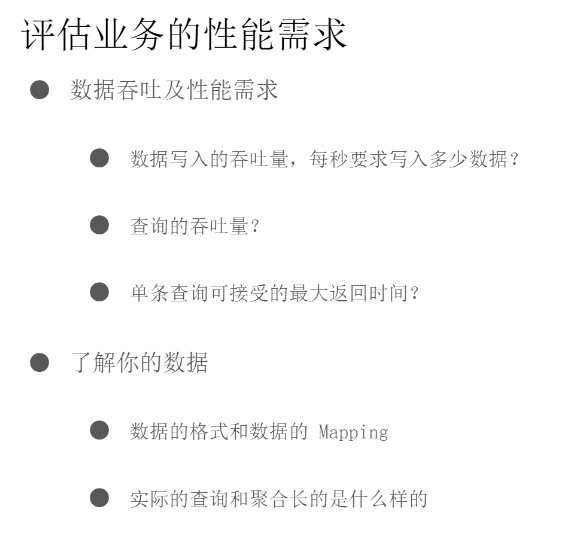 评估业务的性能需求
数据吞吐及性能需求
数据写入的吞吐量，每秒要求写入多少数据？
查询的吞吐量？
单条查询可接受的最大返回时间？
了解你的数据
数据的格式和数据的 Mapping
实际的查询和聚合长的是什么样的